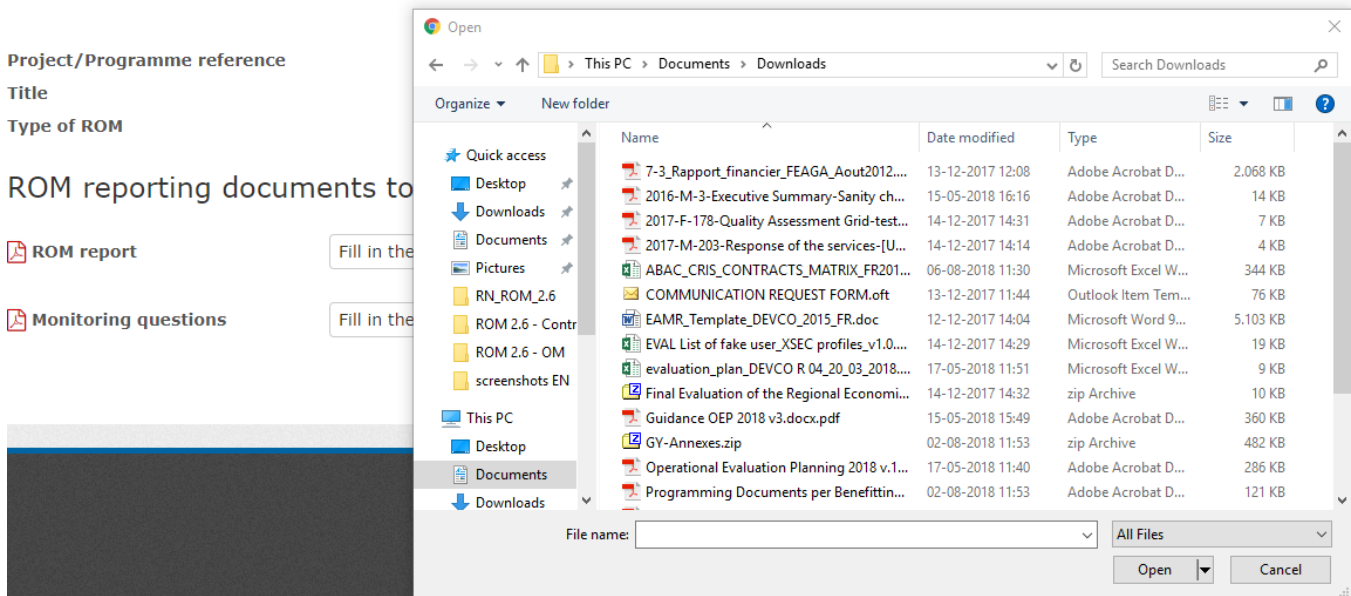 Project/Programme reference
Title
Type of ROM
ROM reporting documents to
ROM report
Fill in the
Monitoring questions
Fill in the
Open
This PC > Documents > Downloads
Search Downloads
Organize
New folder
Quick access
Desktop
Downloads
Documents
Pictures
RN_ROM_2.6
ROM 2.6 - Contr
ROM 2.6 - OM
screenshots EN
This PC
Desktop
Documents
Downloads
Name Date modified Type Size
7-3_Rapport_financier_FEAGA_Aout2012.... 13-12-2017 12:08 Adobe Acrobat D... 2.068 KB
2016-M-3-Executive Summary-Sanity ch... 15-05-2018 16:16 Adobe Acrobat D... 14 KB
2017-F-178-Quality Assessment Grid-test... 14-12-2017 14:31 Adobe Acrobat D... 7 KB
2017-M-203-Response of the services-[U... 14-12-2017 14:14 Adobe Acrobat D... 4 KB
ABAC_CRIS_CONTRACTS_MATRIX_FR201... 06-08-2018 11:30 Microsoft Excel W... 344 KB
COMMUNICATION REQUEST FORM.oft 13-12-2017 11:44 Outlook Item Tem... 76 KB
EAMR_Template_DEVCO_2015_FR.doc 12-12-2017 14:04 Microsoft Word 9... 5.103 KB
EVAL List of fake user_XSEC profiles_v1.0.... 14-12-2017 14:29 Microsoft Excel W... 19 KB
evaluation_plan_DEVCO R 04_20_03_2018.... 17-05-2018 11:51 Microsoft Excel W... 9 KB
Final Evaluation of the Regional Economi... 14-12-2017 14:32 zip Archive 10 KB
Guidance OEP 2018 v3.docx.pdf 15-05-2018 15:49 Adobe Acrobat D... 360 KB
GY-Annexes.zip 02-08-2018 11:53 zip Archive 482 KB
Operational Evaluation Planning 2018 v.1... 17-05-2018 11:40 Adobe Acrobat D... 286 KB
Programming Documents per Benefittin... 02-08-2018 11:53 Adobe Acrobat D... 121 KB
File name:
All Files
Open
Cancel